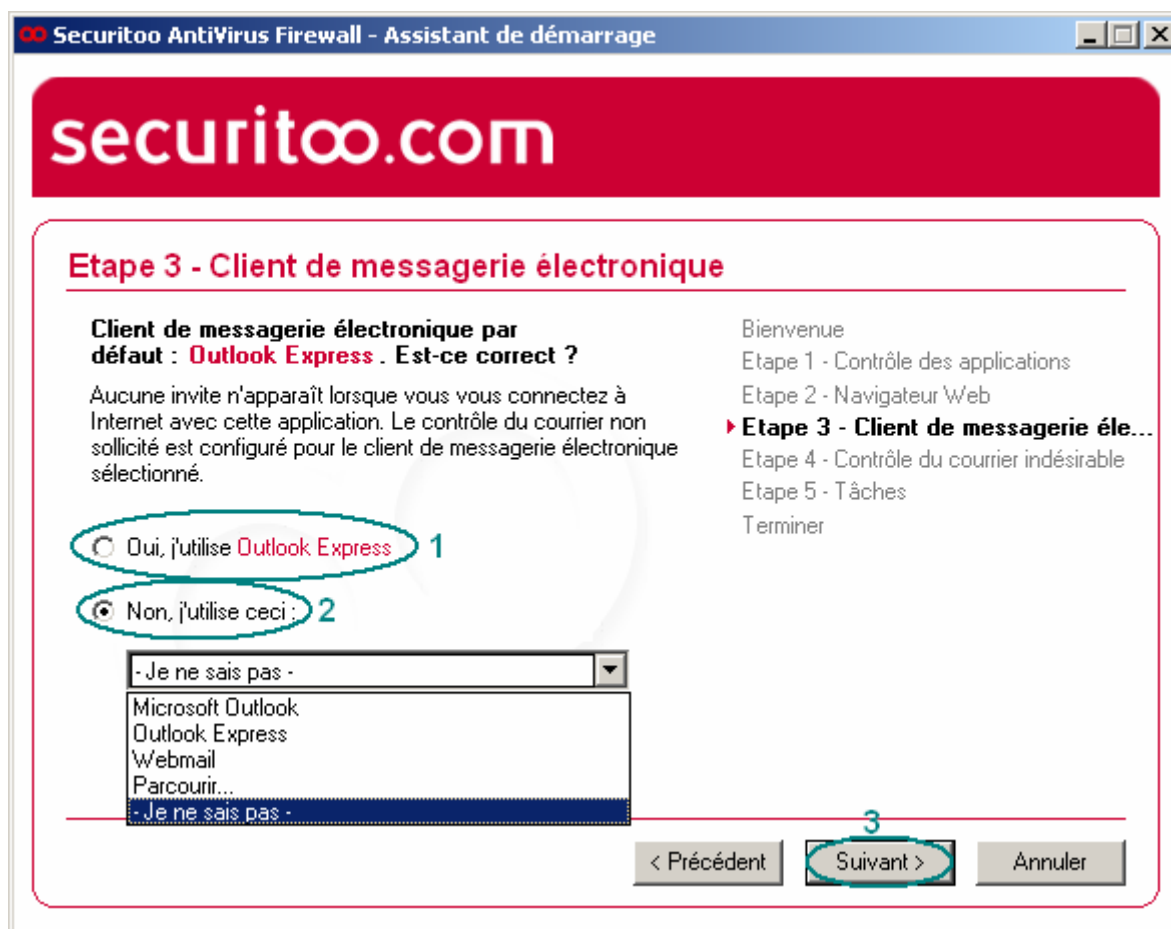 Securitoo AntiVirus Firewall - Assistant de démarrage
securitoo.com
Etape 3 - Client de messagerie électronique
Client de messagerie électronique par
défaut : Outlook Express . Est-ce correct ?
Aucune invite n'apparaît lorsque vous vous connectez à
Internet avec cette application. Le contrôle du courrier non
sollicité est configuré pour le client de messagerie électronique
sélectionné.
Oui, j'utilise Outlook Express 1
Non, j'utilise ceci : 2
- Je ne sais pas -
Microsoft Outlook
Outlook Express
Webmail
Parcourir...
- Je ne sais pas -
Bienvenue
Etape 1 - Contrôle des applications
Etape 2 - Navigateur Web
Etape 3 - Client de messagerie éle...
Etape 4 - Contrôle du courrier indésirable
Etape 5 - Tâches
Terminer
3
< Précédent
Suivant >
Annuler